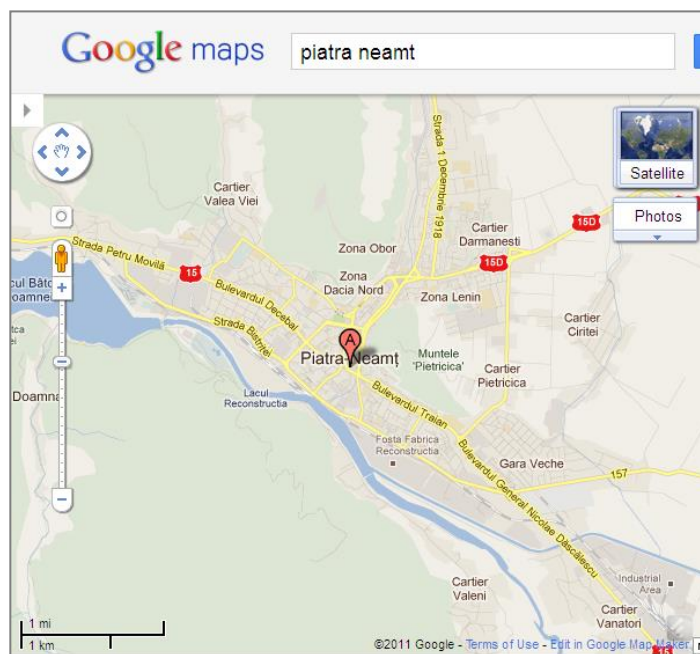 Google maps
piatra neamt
Satellite
Photos
Strada 1 Decembrie 1918
Cartier
Valea Viei
Cartier
Darmanesti
15D
Strada Petru Movilă
Zona Obor
15D
15
Zona
Dacia Nord
Bulevardul Decebal
Zona Lenin
Cartier
Ciritei
Strada Bistriței
A
Piatra-Neamț
Muntele
'Pietricica'
Cartier
Pietricica
Doamna
Lacul
Reconstructia
Bulevardul Traian
Fosta Fabrica
Reconstructia
Gara Veche
157
Bulevardul General Nicolae Dăscălescu
Cartier
Valeni
Industrial
Area
Cartier
Vanatori
1 mi
1 km
15
©2011 Google - Terms of Use - Edit in Google Map Maker